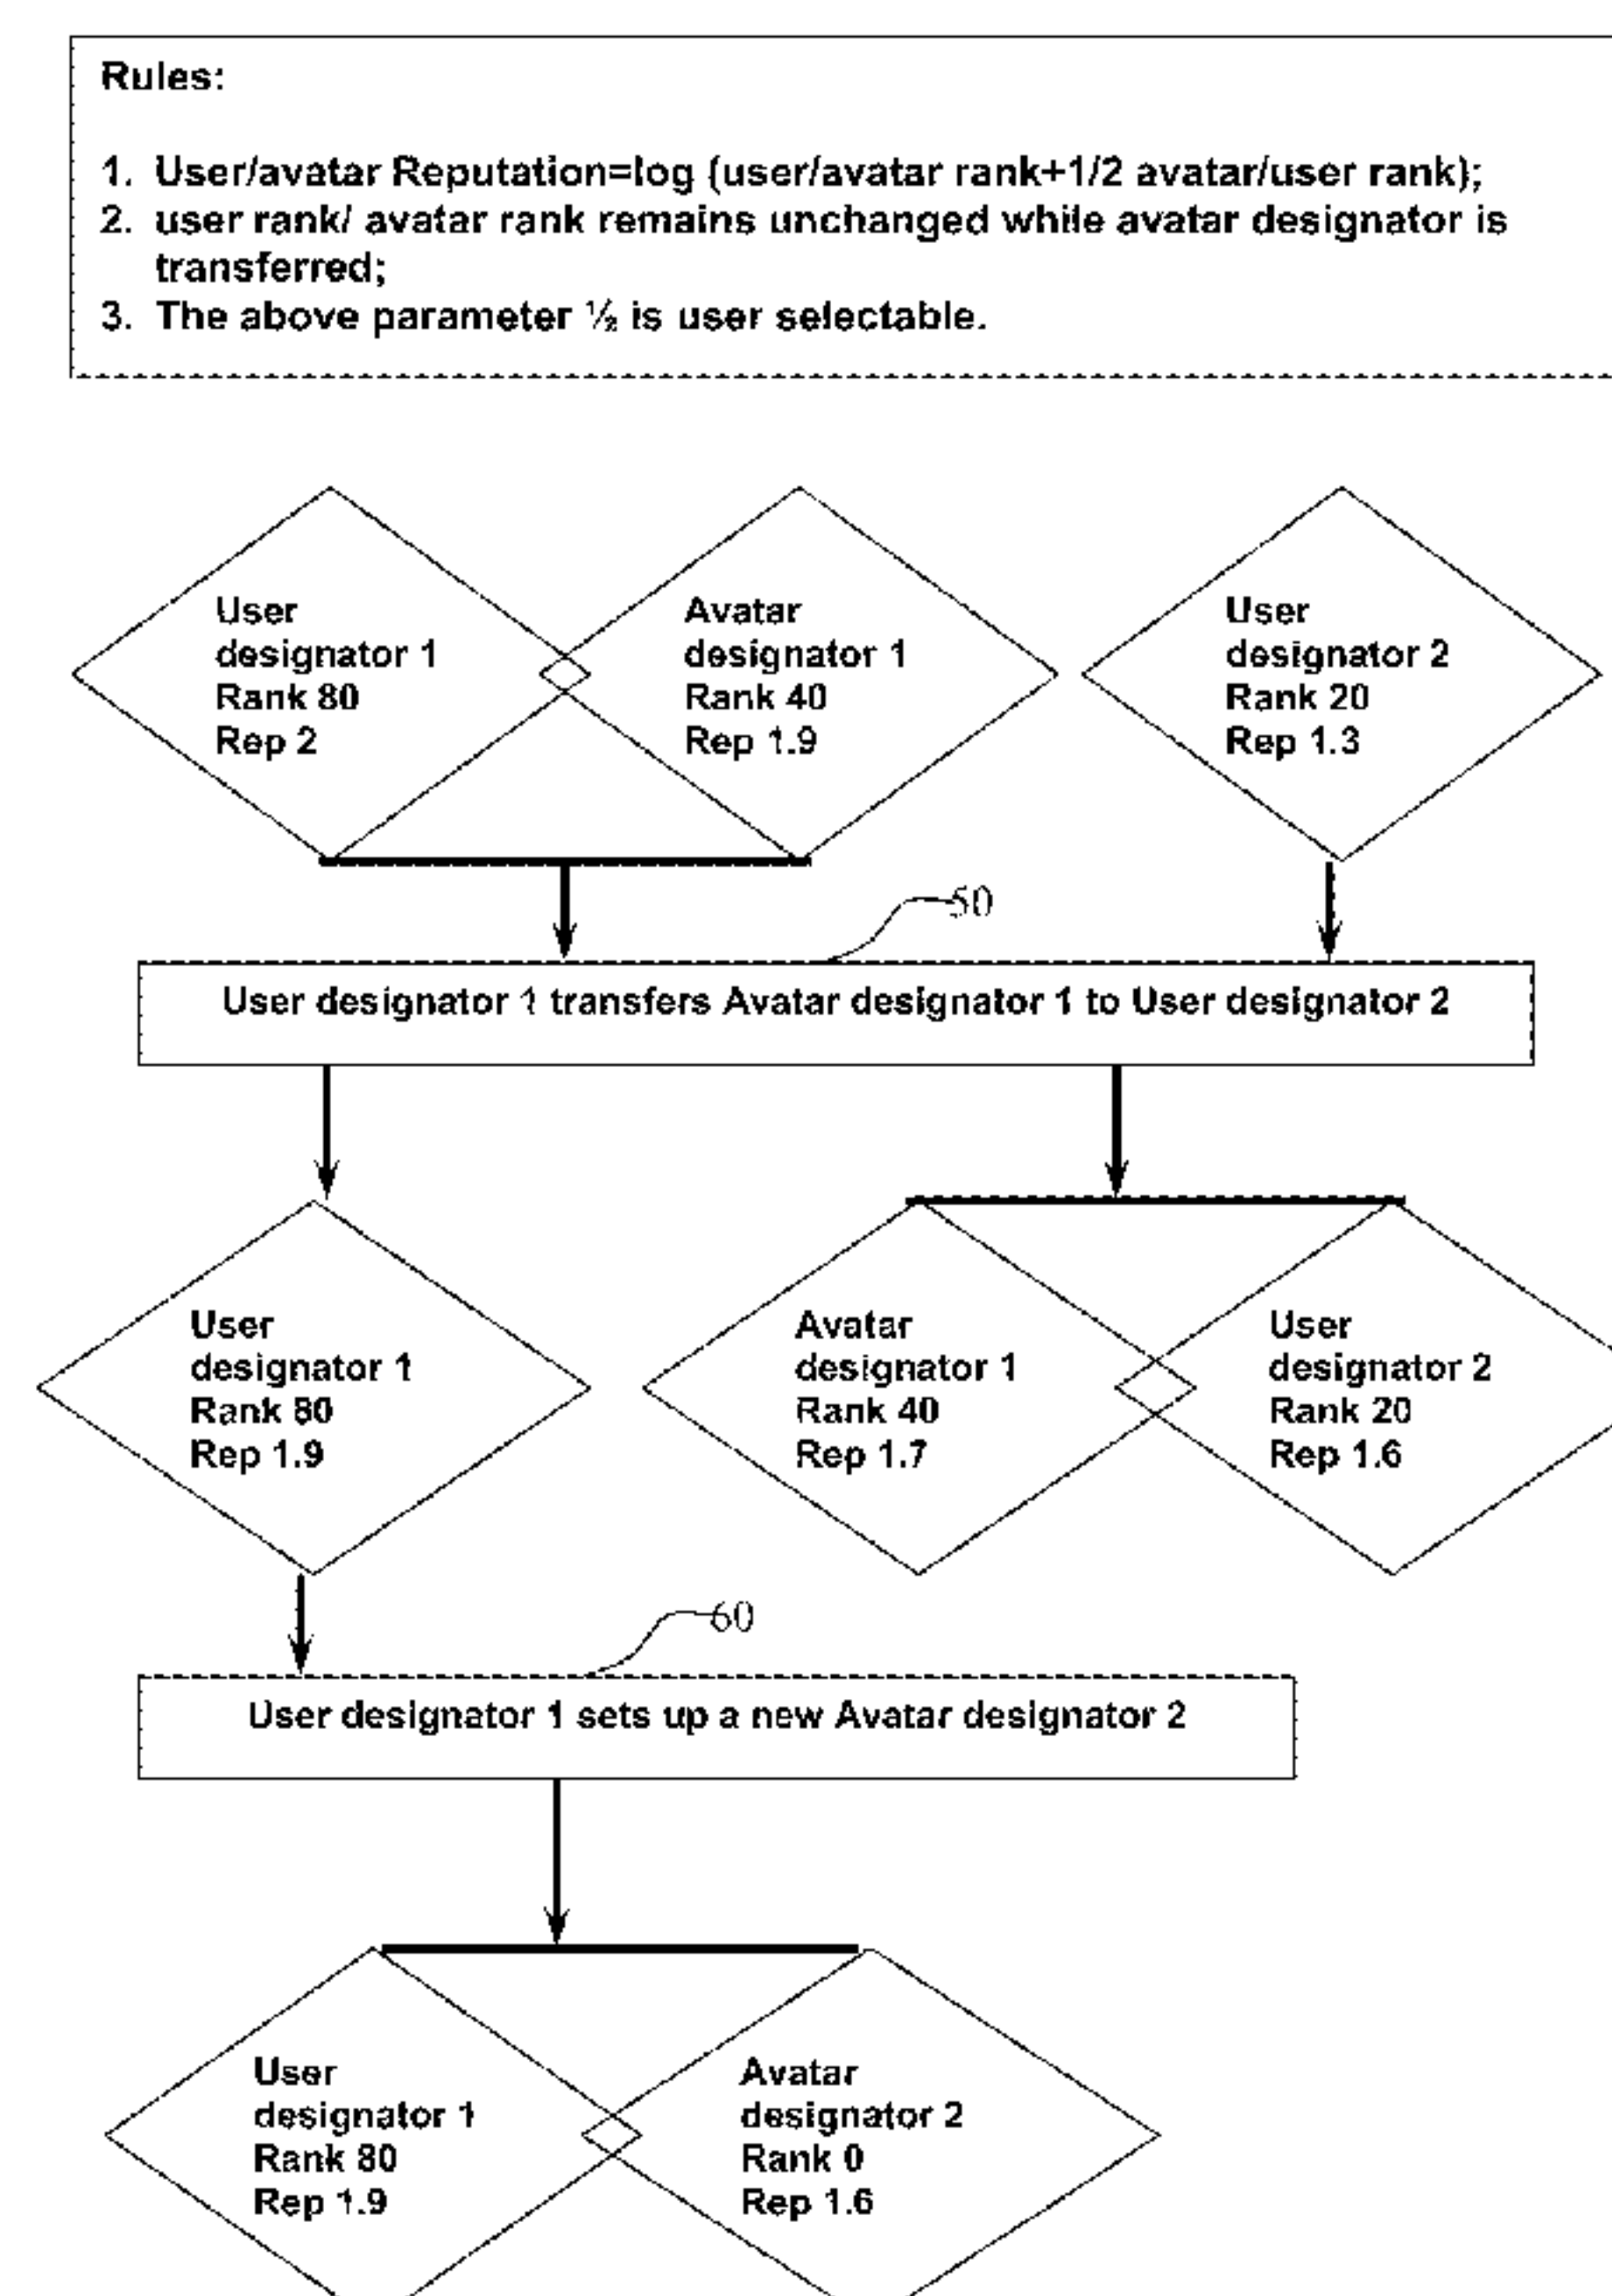 Rules:
1. User/avatar Reputation=log (user/avatar rank+1/2 avatar/user rank);
2. user rank/ avatar rank remains unchanged while avatar designator is
transferred;
3. The above parameter ½ is user selectable.
User
designator 1
Rank 80
Rep 2
Avatar
designator 1
Rank 40
Rep 1.9
User
designator 2
Rank 20
Rep 1.3
50
User designator 1 transfers Avatar designator 1 to User designator 2
User
designator 1
Rank 80
Rep 1.9
Avatar
designator 1
Rank 40
Rep 1.7
User
designator 2
Rank 20
Rep 1.6
60
User designator 1 sets up a new Avatar designator 2
User
designator 1
Rank 80
Rep 1.9
Avatar
designator 2
Rank 0
Rep 1.6